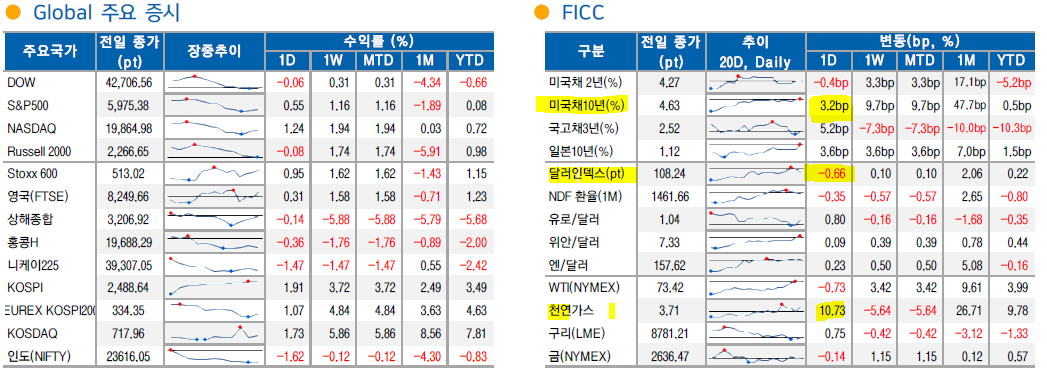 Global 주요 증시
주요국가 전일 종가 (pt) 장중추이 수익률 (%)
1D 1W MTD 1M YTD
DOW 42,706.56 -0.06 0.31 0.31 -4.34 -0.66
S&P500 5,975.38 0.55 1.16 1.16 -1.89 0.08
NASDAQ 19,864.98 1.24 1.94 1.94 0.03 0.72
Russell 2000 2,266.65 -0.08 1.74 1.74 -5.91 0.98
Stoxx 600 513.02 0.95 1.62 1.62 -1.43 1.15
영국(FTSE) 8,249.66 0.31 1.58 1.58 -0.71 1.23
상해종합 3,206.92 -0.14 -5.88 -5.88 -5.79 -5.68
홍콩H 19,688.29 -0.36 -1.76 -1.76 -0.89 -2.00
니케이225 39,307.05 -1.47 -1.47 -1.47 0.55 -2.42
KOSPI 2,488.64 1.91 3.72 3.72 2.49 3.49
EUREX KOSPI200 334.35 1.07 4.84 4.84 3.63 4.63
KOSDAQ 717.96 1.73 5.86 5.86 8.56 7.81
인도(NIFTY) 23616.05 -1.62 -0.12 -0.12 -4.30 -0.83
FICC
구분 전일 종가 (pt) 추이 20D, Daily 변동(bp, %)
1D 1W MTD 1M YTD
미국채 2년(%) 4.27 -0.4bp 3.3bp 3.3bp 17.1bp -5.2bp
미국채10년(%) 4.63 3.2bp 9.7bp 9.7bp 47.7bp 0.5bp
국고채3년(%) 2.52 5.2bp -7.3bp -7.3bp -10.0bp -10.3bp
일본10년(%) 1.12 3.6bp 3.6bp 3.6bp 7.0bp 1.5bp
달러인덱스(pt) 108.24 -0.66 0.10 0.10 2.06 0.22
NDF 환율(1M) 1461.66 -0.35 -0.57 -0.57 2.65 -0.80
유로/달러 1.04 0.80 -0.16 -0.16 -1.68 -0.35
위안/달러 7.33 0.09 0.39 0.39 0.78 0.44
엔/달러 157.62 0.23 0.50 0.50 5.08 -0.16
WTI(NYMEX) 73.42 -0.73 3.42 3.42 9.61 3.99
천연가스 3.71 10.73 -5.64 -5.64 26.71 9.78
구리(LME) 8781.21 0.75 -0.42 -0.42 -3.12 -1.33
금(NYMEX) 2636.47 -0.14 1.15 1.15 0.12 0.57